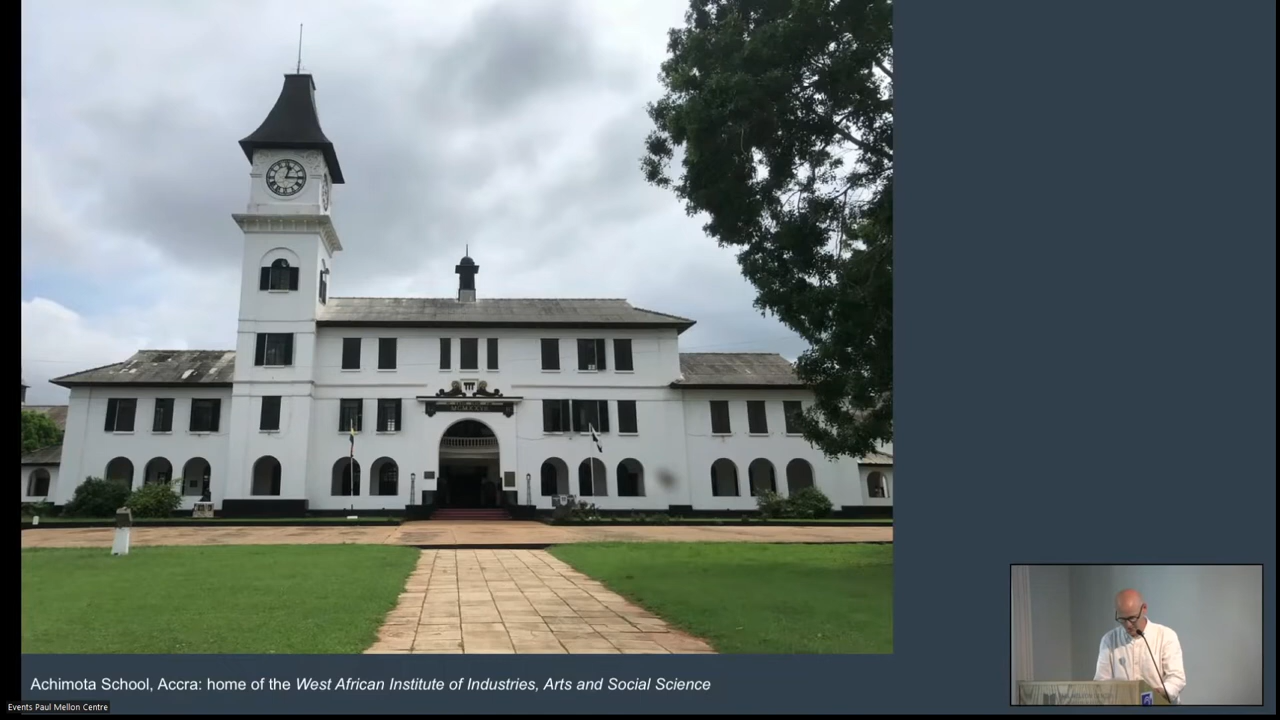 MCMXXVII
Achimota School, Accra: home of the West African Institute of Industries, Arts and Social Science
Events Paul Mellon Centre